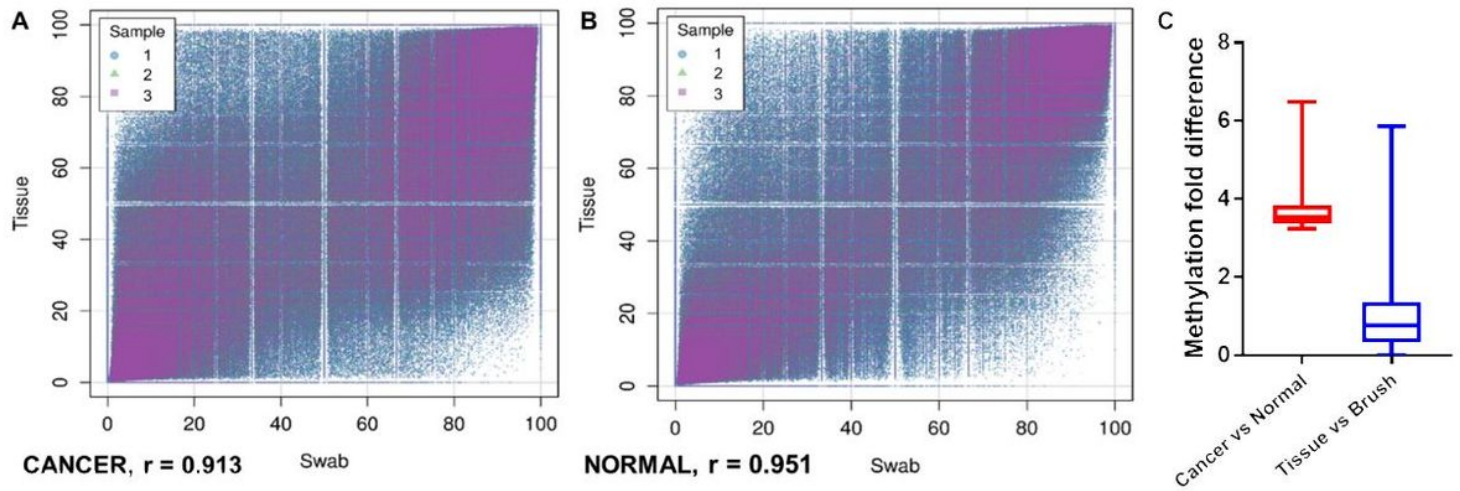 A
Sample
1
2
3
Tissue
100
80
60
40
20
0
0 20 40 60 80 100
CANCER, r = 0.913
Swab
B
Sample
1
2
3
Tissue
100
80
60
40
20
0
0 20 40 60 80 100
NORMAL, r = 0.951
Swab
C
Methylation fold difference
8
6
4
2
0
Cancer vs Normal
Tissue vs Brush